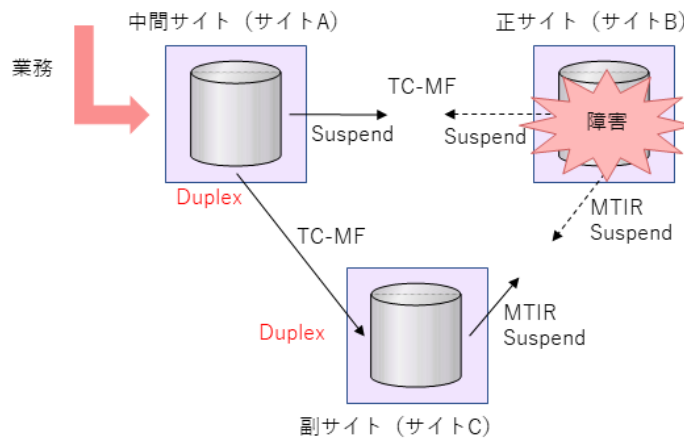 中間サイト（サイトA）
正サイト（サイトB）
業務
TC-MF
障害
Suspend
Suspend
Duplex
MTIR
Suspend
TC-MF
Duplex
MTIR
Suspend
副サイト（サイトC）